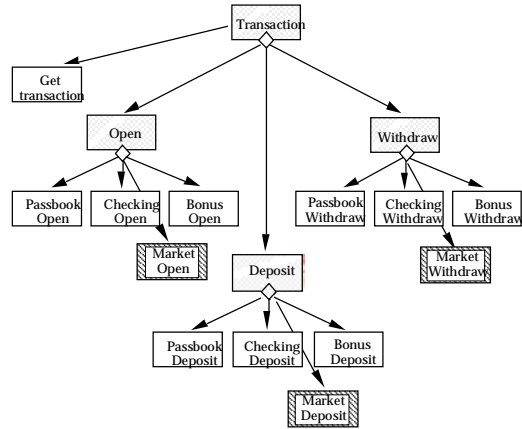 Transaction
Get
transaction
Open
Withdraw
Passbook
Open
Checking
Open
Bonus
Open
Passbook
Withdraw
Checking
Withdraw
Bonus
Withdraw
Market
Open
Market
Withdraw
Deposit
Passbook
Deposit
Checking
Deposit
Bonus
Deposit
Market
Deposit